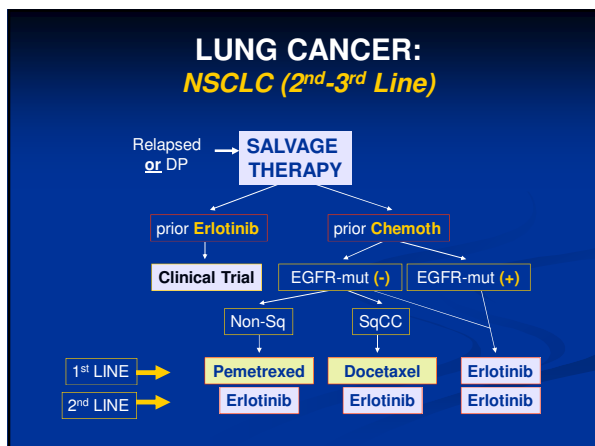 LUNG CANCER:
NSCLC (2nd-3rd Line)
Relapsed
or DP
SALVAGE
THERAPY
prior Erlotinib
prior Chemoth
Clinical Trial
EGFR-mut (-)
EGFR-mut (+)
Non-Sq
SqCC
1st LINE
Pemetrexed
Docetaxel
Erlotinib
2nd LINE
Erlotinib
Erlotinib
Erlotinib